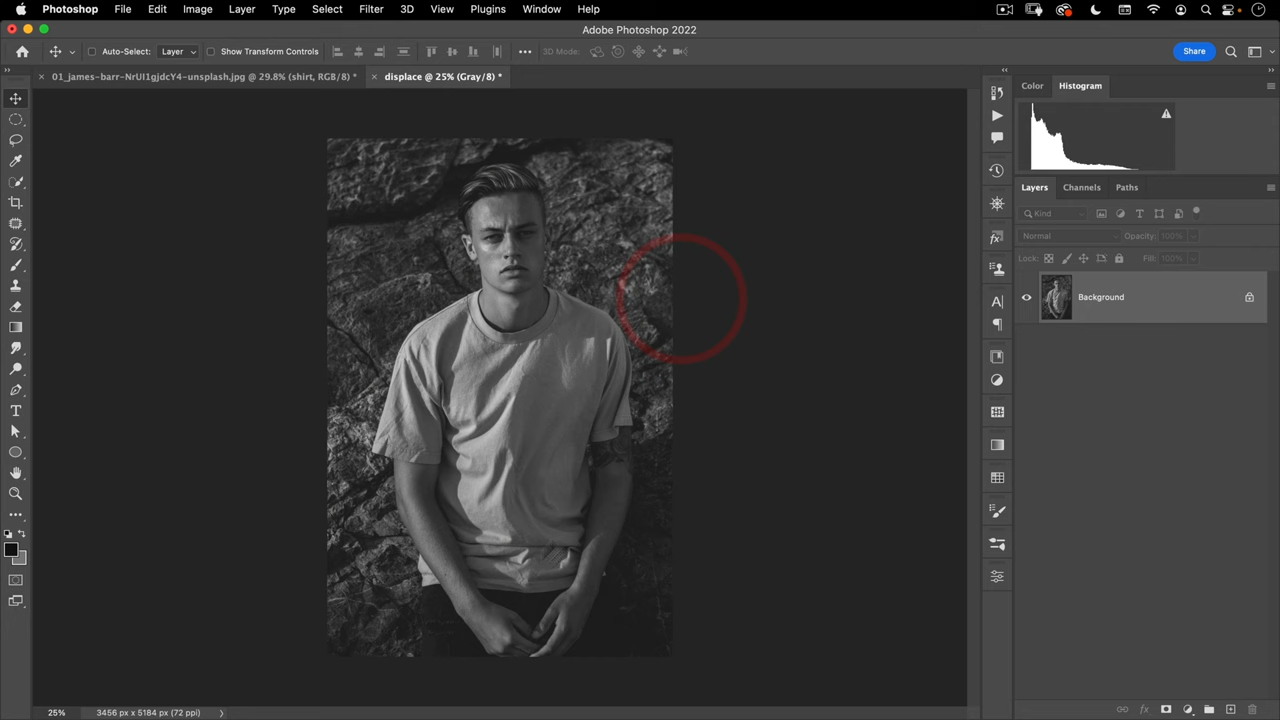 Photoshop File Edit Image Layer Type Select Filter 3D View Plugins Window Help
Adobe Photoshop 2022
Auto-Select: Layer Show Transform Controls 3D Mode: Share
01_james-barr-NrUI1gjdcY4-unsplash.jpg @ 29.8% (shirt, RGB/8) * displace @ 25% (Gray/8) *
Color Histogram
Layers Channels Paths
Kind
Normal Opacity: 100%
Lock: Fill: 100%
Background
25% 3456 px x 5184 px (72 ppi)